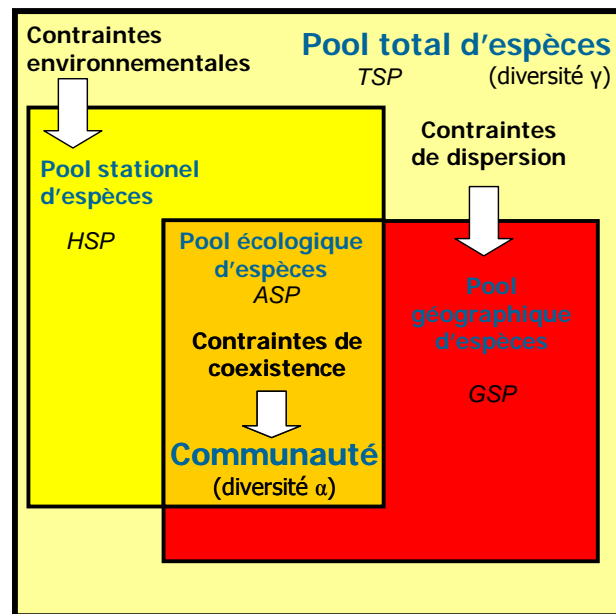 Contraintes
environnementales
Pool total d'espèces
TSP (diversité γ)
Contraintes
de dispersion
Pool stationel
d'espèces
HSP
Pool écologique
d'espèces
ASP
Contraintes de
coexistence
Communauté
(diversité α)
Pool
géographique
d'espèces
GSP